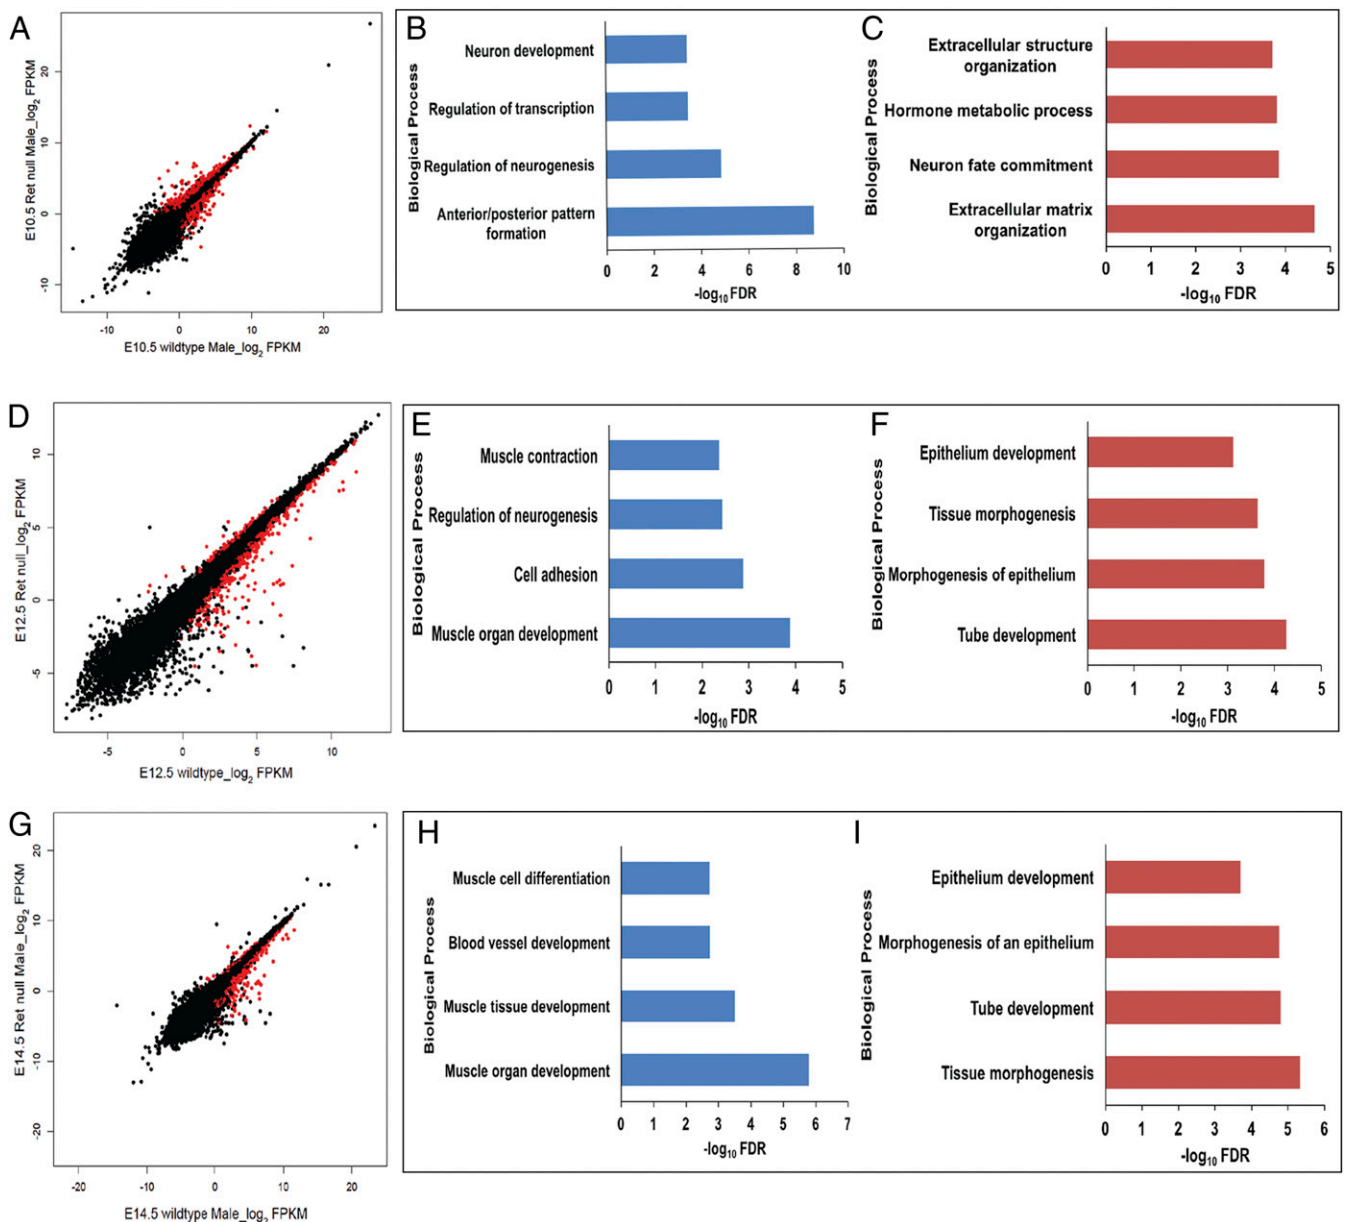 A
E10.5 Ret null Male_log2 FPKM
20
10
0
-10
-10
0
10
20
E10.5 wildtype Male_log2 FPKM
B
Biological Process
Neuron development
Regulation of transcription
Regulation of neurogenesis
Anterior/posterior pattern
formation
0
2
4
6
8
10
-log10 FDR
C
Biological Process
Extracellular structure
organization
Hormone metabolic process
Neuron fate commitment
Extracellular matrix
organization
0
1
2
3
4
5
-log10 FDR
D
E12.5 Ret null_log2 FPKM
10
5
0
-5
-5
0
5
10
E12.5 wildtype_log2 FPKM
E
Biological Process
Muscle contraction
Regulation of neurogenesis
Cell adhesion
Muscle organ development
0
1
2
3
4
5
-log10 FDR
F
Biological Process
Epithelium development
Tissue morphogenesis
Morphogenesis of epithelium
Tube development
0
1
2
3
4
5
-log10 FDR
G
E14.5 Ret null Male_log2 FPKM
20
10
0
-10
-20
-20
-10
0
10
20
E14.5 wildtype Male_log2 FPKM
H
Biological Process
Muscle cell differentiation
Blood vessel development
Muscle tissue development
Muscle organ development
0
1
2
3
4
5
6
7
-log10 FDR
I
Biological Process
Epithelium development
Morphogenesis of an epithelium
Tube development
Tissue morphogenesis
0
1
2
3
4
5
6
-log10 FDR